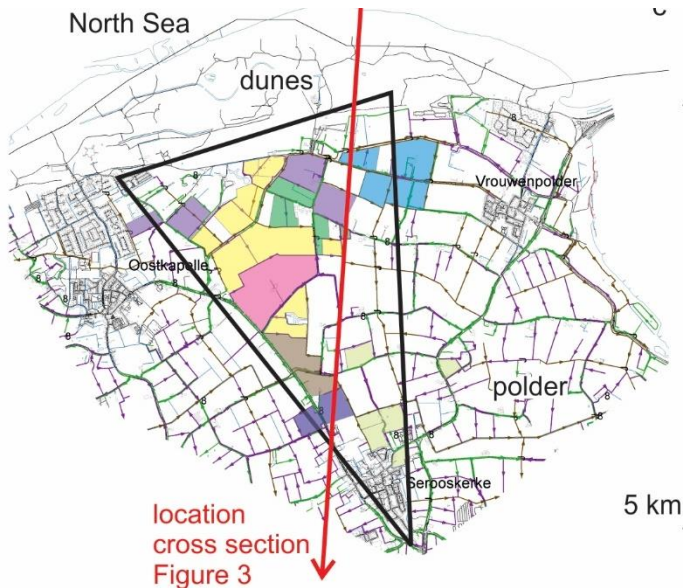 North Sea
dunes
Vrouwenpolder
Oostkapelle
polder
Serooskerke
5 km
location
cross section
Figure 3